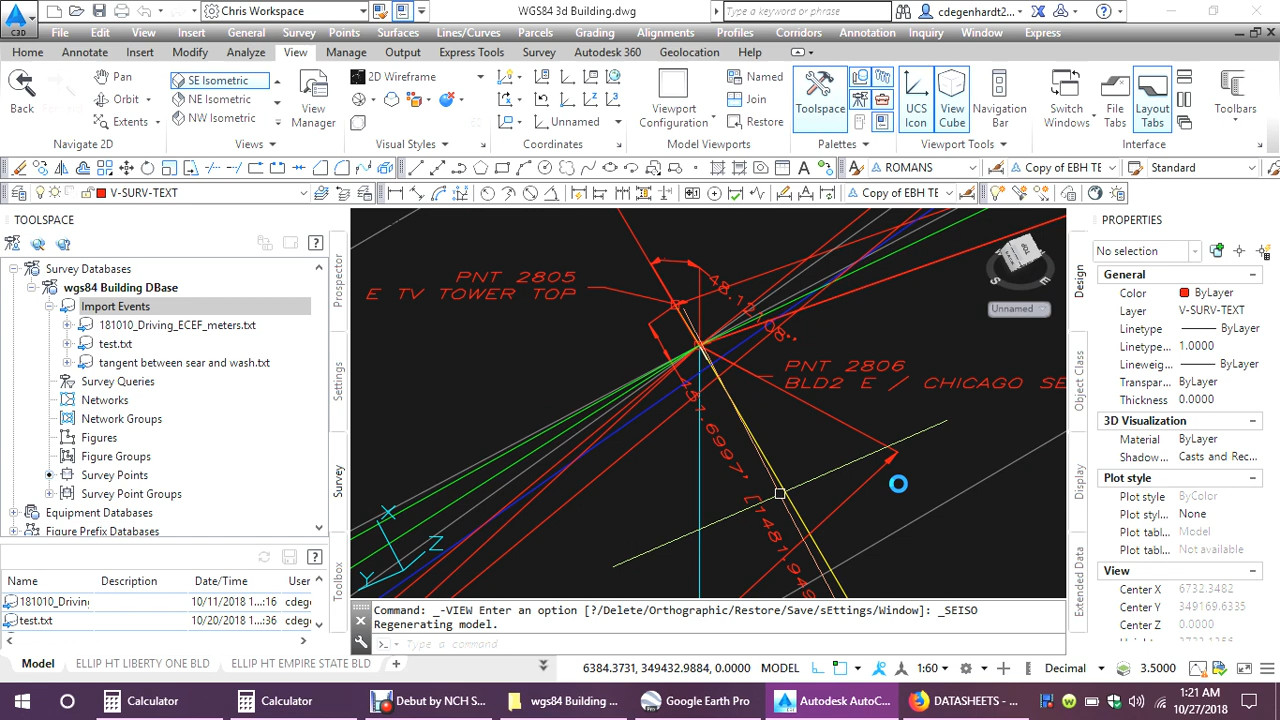 Chris Workspace
WGS84 3d Building.dwg
Type a keyword or phrase
cdegenhardt2...
C3D
File Edit View Insert General Survey Points Surfaces Lines/Curves Parcels Grading Alignments Profiles Corridors Annotation Inquiry Window Express
Home Annotate Insert Modify Analyze View Manage Output Express Tools Survey Autodesk 360 Geolocation Help
Back
Pan
Orbit
Extents
Navigate 2D
SE Isometric
NE Isometric
NW Isometric
Views
View Manager
2D Wireframe
Visual Styles
Unnamed
Coordinates
Viewport Configuration
Named
Join
Restore
Model Viewports
Toolspace
Palettes
UCS Icon
View Cube
Navigation Bar
Viewport Tools
Switch Windows
File Tabs
Layout Tabs
Interface
Toolbars
ROMANS
Copy of EBH TE
Standard
V-SURV-TEXT
Copy of EBH TE
TOOLSPACE
Survey Databases
wgs84 Building DBase
Import Events
181010_Driving_ECEF_meters.txt
test.txt
tangent between sear and wash.txt
Survey Queries
Networks
Network Groups
Figures
Figure Groups
Survey Points
Survey Point Groups
Equipment Databases
Figure Prefix Databases
Prospector
Settings
Survey
Toolbox
Name Description Date/Time User
181010_Driving 10/11/2018 ...:16 cdege
test.txt 10/20/2018 ...:36 cdege
PNT 2805
E TV TOWER TOP
PNT 2806
BLD2 E / CHICAGO SE
X
Y
Z
TOP
S
E
Unnamed
Command: _-VIEW Enter an option [?/Delete/Orthographic/Restore/Save/sEttings/Window]: _SEISO
Regenerating model.
Type a command
PROPERTIES
No selection
General
Color ByLayer
Layer V-SURV-TEXT
Linetype ByLayer
Linetype ... 1.0000
Lineweig... ByLayer
Transpar... ByLayer
Thickness 0.0000
3D Visualization
Material ByLayer
Shadow... Casts and Rec...
Plot style
Plot style ByColor
Plot styl... None
Plot tabl... Model
Plot tabl... Not available
View
Center X 6732.3482
Center Y 349169.6335
Center Z 0.0000
Design
Object Class
Display
Extended Data
Model ELLIP HT LIBERTY ONE BLD ELLIP HT EMPIRE STATE BLD +
6384.3731, 349432.9884, 0.0000 MODEL 1:60 Decimal 3.5000
Calculator
Calculator
Debut by NCH S...
wgs84 Building ...
Google Earth Pro
Autodesk AutoC...
DATASHEETS - ...
1:21 AM
10/27/2018